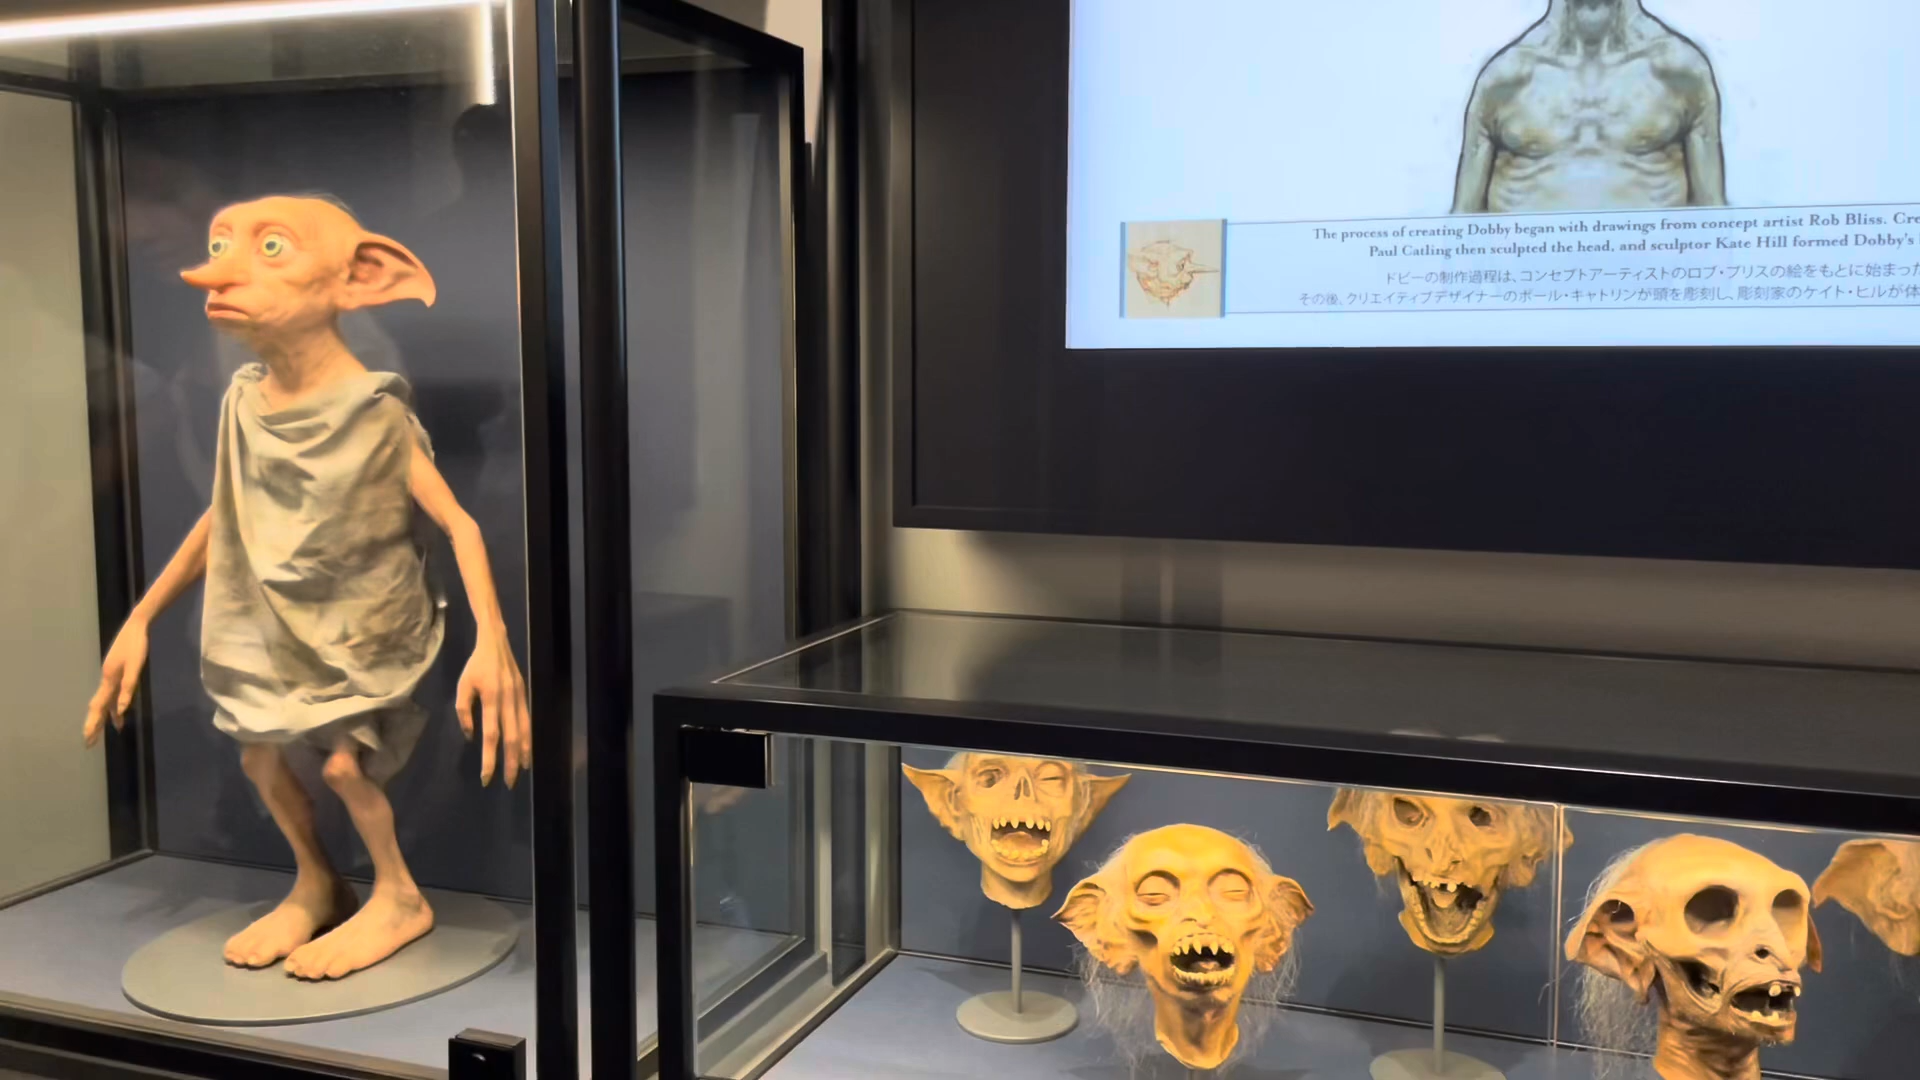 The process of creating Dobby began with drawings from concept artist Rob Bliss. Cre
Paul Catling then sculpted the head, and sculptor Kate Hill formed Dobby's
ドビーの制作過程は、コンセプトアーティストのロブ・ブリスの絵をもとに始まった
その後、クリエイティブデザイナーのポール・キャトリンが頭を彫刻し、彫刻家のケイト・ヒルが体